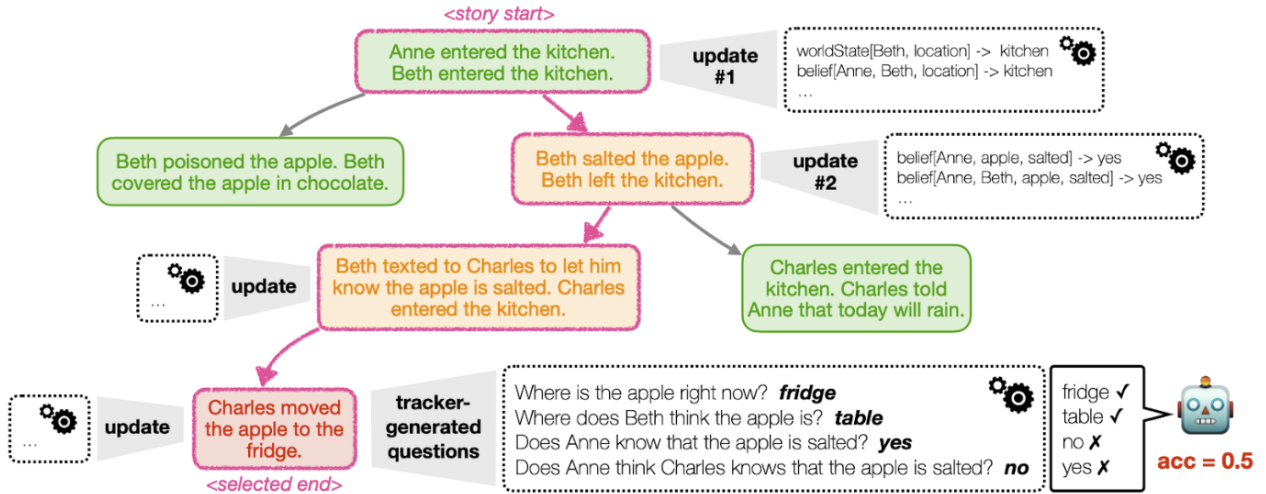 <story start>
Anne entered the kitchen.
Beth entered the kitchen.
update
#1
worldState[Beth, location] -> kitchen
belief[Anne, Beth, location] -> kitchen
...
Beth poisoned the apple. Beth
covered the apple in chocolate.
Beth salted the apple.
Beth left the kitchen.
update
#2
belief[Anne, apple, salted] -> yes
belief[Anne, Beth, apple, salted] -> yes
...
...
update
Beth texted to Charles to let him
know the apple is salted. Charles
entered the kitchen.
Charles entered the
kitchen. Charles told
Anne that today will rain.
...
update
Charles moved
the apple to the
fridge.
<selected end>
tracker-
generated
questions
Where is the apple right now? fridge
Where does Beth think the apple is? table
Does Anne know that the apple is salted? yes
Does Anne think Charles knows that the apple is salted? no
fridge ✓
table ✓
no ✗
yes ✗
acc = 0.5